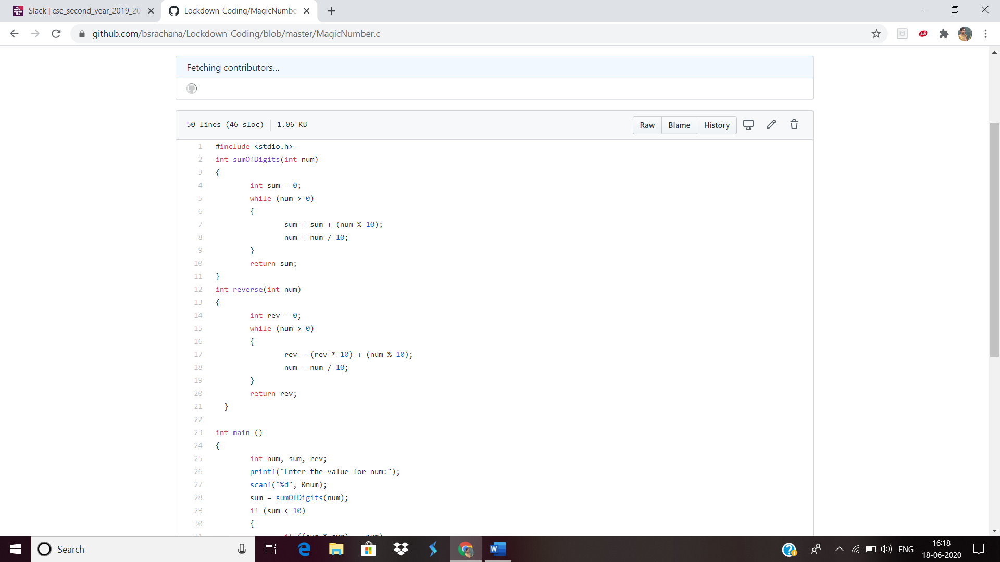 Slack | cse_second_year_2019_20
Lockdown-Coding/MagicNumbe
github.com/bsrachana/Lockdown-Coding/blob/master/MagicNumber.c
Ask
Fetching contributors…
50 lines (46 sloc) 1.06 KB
Raw Blame History
1 #include <stdio.h>
2 int sumOfDigits(int num)
3 {
4 int sum = 0;
5 while (num > 0)
6 {
7 sum = sum + (num % 10);
8 num = num / 10;
9 }
10 return sum;
11 }
12 int reverse(int num)
13 {
14 int rev = 0;
15 while (num > 0)
16 {
17 rev = (rev * 10) + (num % 10);
18 num = num / 10;
19 }
20 return rev;
21 }
22
23 int main ()
24 {
25 int num, sum, rev;
26 printf("Enter the value for num:");
27 scanf("%d", &num);
28 sum = sumOfDigits(num);
29 if (sum < 10)
30 {
Search
ENG
16:18
18-06-2020